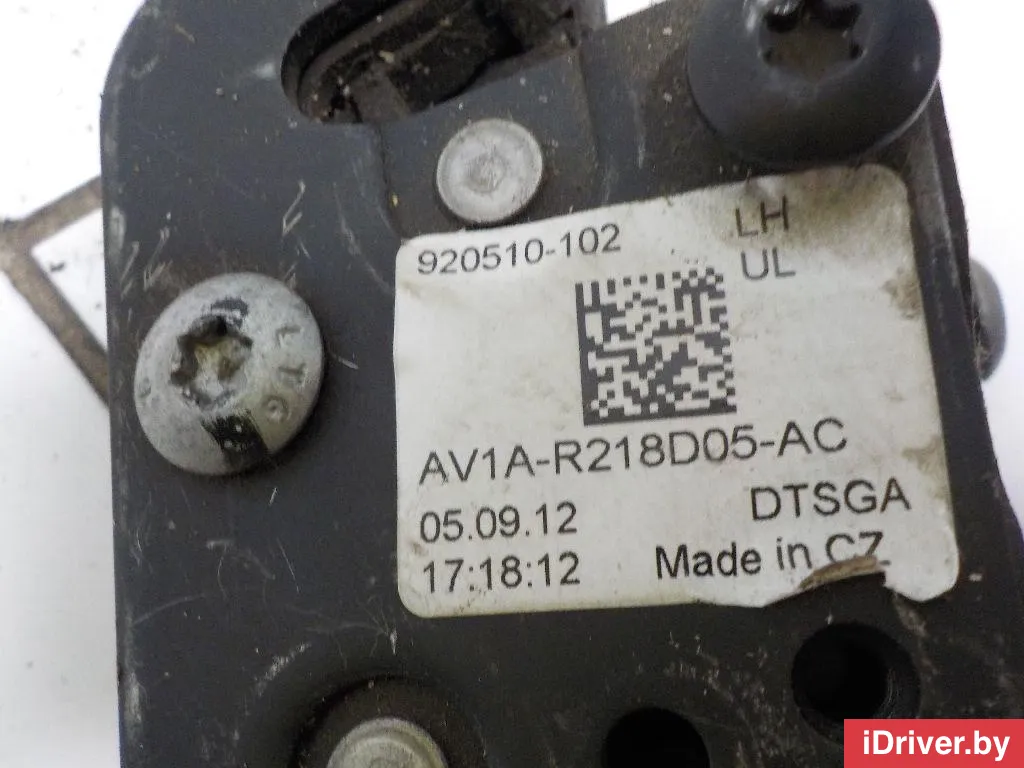 920510-102
LH
UL
AV1A-R218D05-AC
05.09.12
DTSGA
17:18:12
Made in CZ
iDriver.by